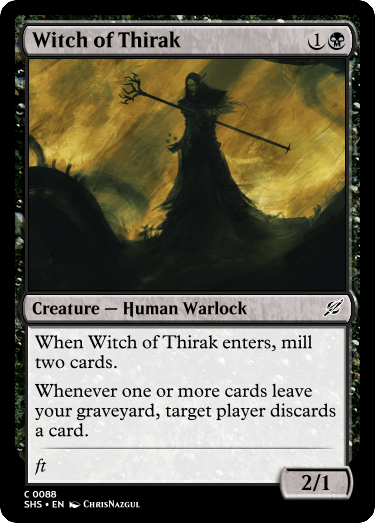 Witch of Thirak 1
Creature — Human Warlock
When Witch of Thirak enters, mill
two cards.
Whenever one or more cards leave
your graveyard, target player discards
a card.
ft
2/1
C 0088
SHS • EN ChrisNazgul